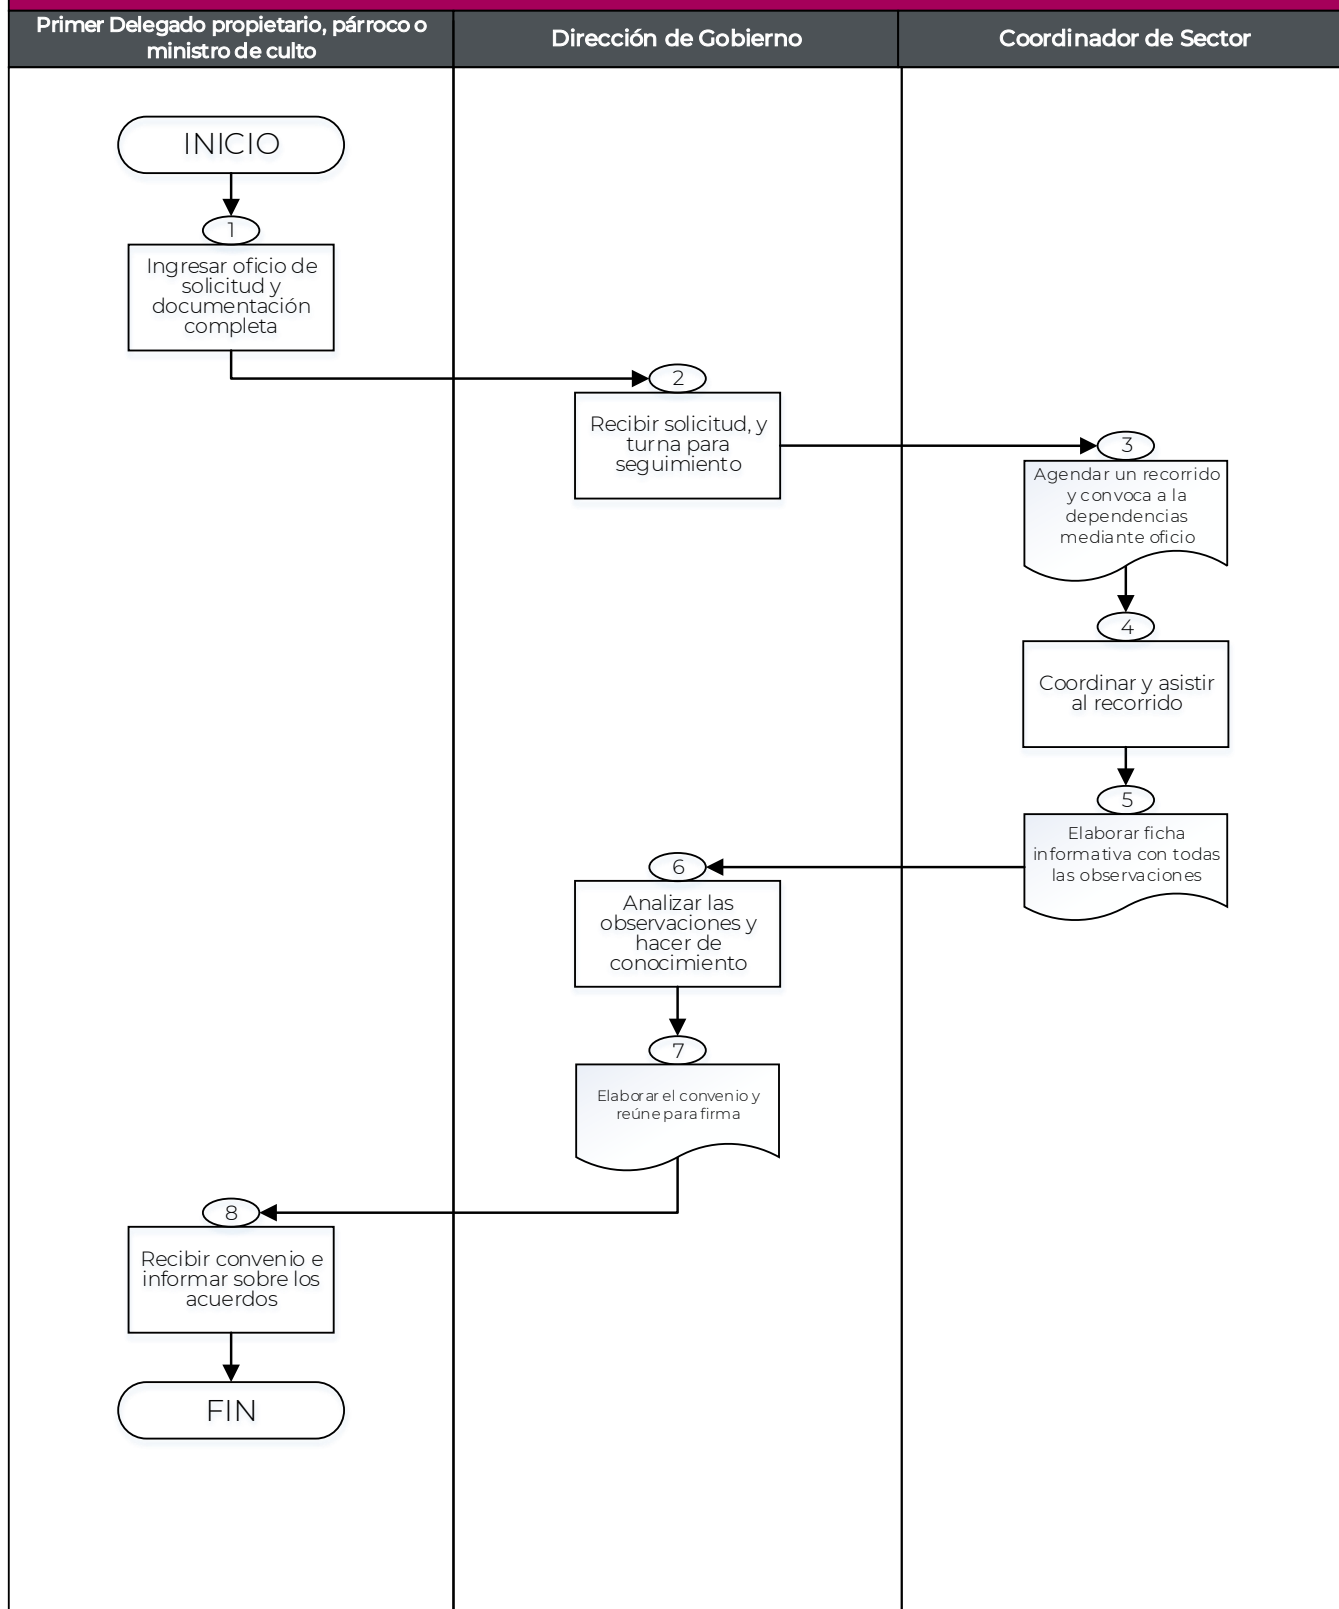 Primer Delegado propietario, párroco o
ministro de culto
Dirección de Gobierno
Coordinador de Sector
INICIO
1
Ingresar oficio de
solicitud y
documentación
completa
2
Recibir solicitud, y
turna para
seguimiento
3
Agendar un recorrido
y convoca a la
dependencias
mediante oficio
4
Coordinar y asistir
al recorrido
5
Elaborar ficha
informativa con todas
las observaciones
6
Analizar las
observaciones y
hacer de
conocimiento
7
Elaborar el convenio y
reúne para firma
8
Recibir convenio e
informar sobre los
acuerdos
FIN